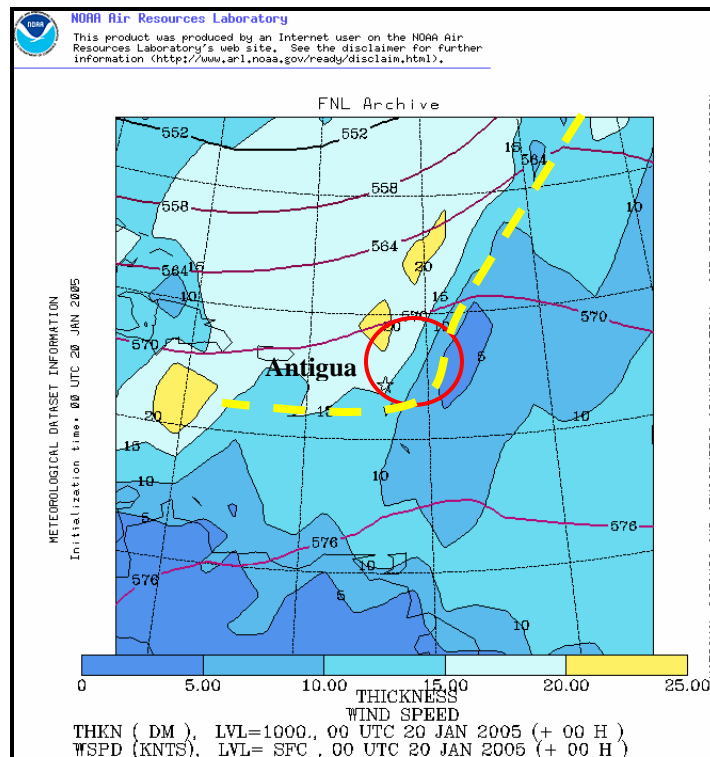 NOAA
NOAA Air Resources Laboratory
This product was produced by an Internet user on the NOAA Air
Resources Laboratory's web site. See the disclaimer for further
information (http://www.arl.noaa.gov/ready/disclaim.html).
FNL Archive
552
552
15
564
558
10
558
564
20
564
15
15
10
570
10
570
20
570
5
Antigua
20
15
10
15
10
10
5
576
576
10
576
5
10
METEOROLOGICAL DATASET INFORMATION
Initialization time: 00 UTC 20 JAN 2005
0 5.00 10.00 15.00 20.00 25.00
THICKNESS
WIND SPEED
THKN ( DM ), LVL=1000., 00 UTC 20 JAN 2005 (+ 00 H )
WSPD (KNTS), LVL= SFC , 00 UTC 20 JAN 2005 (+ 00 H )